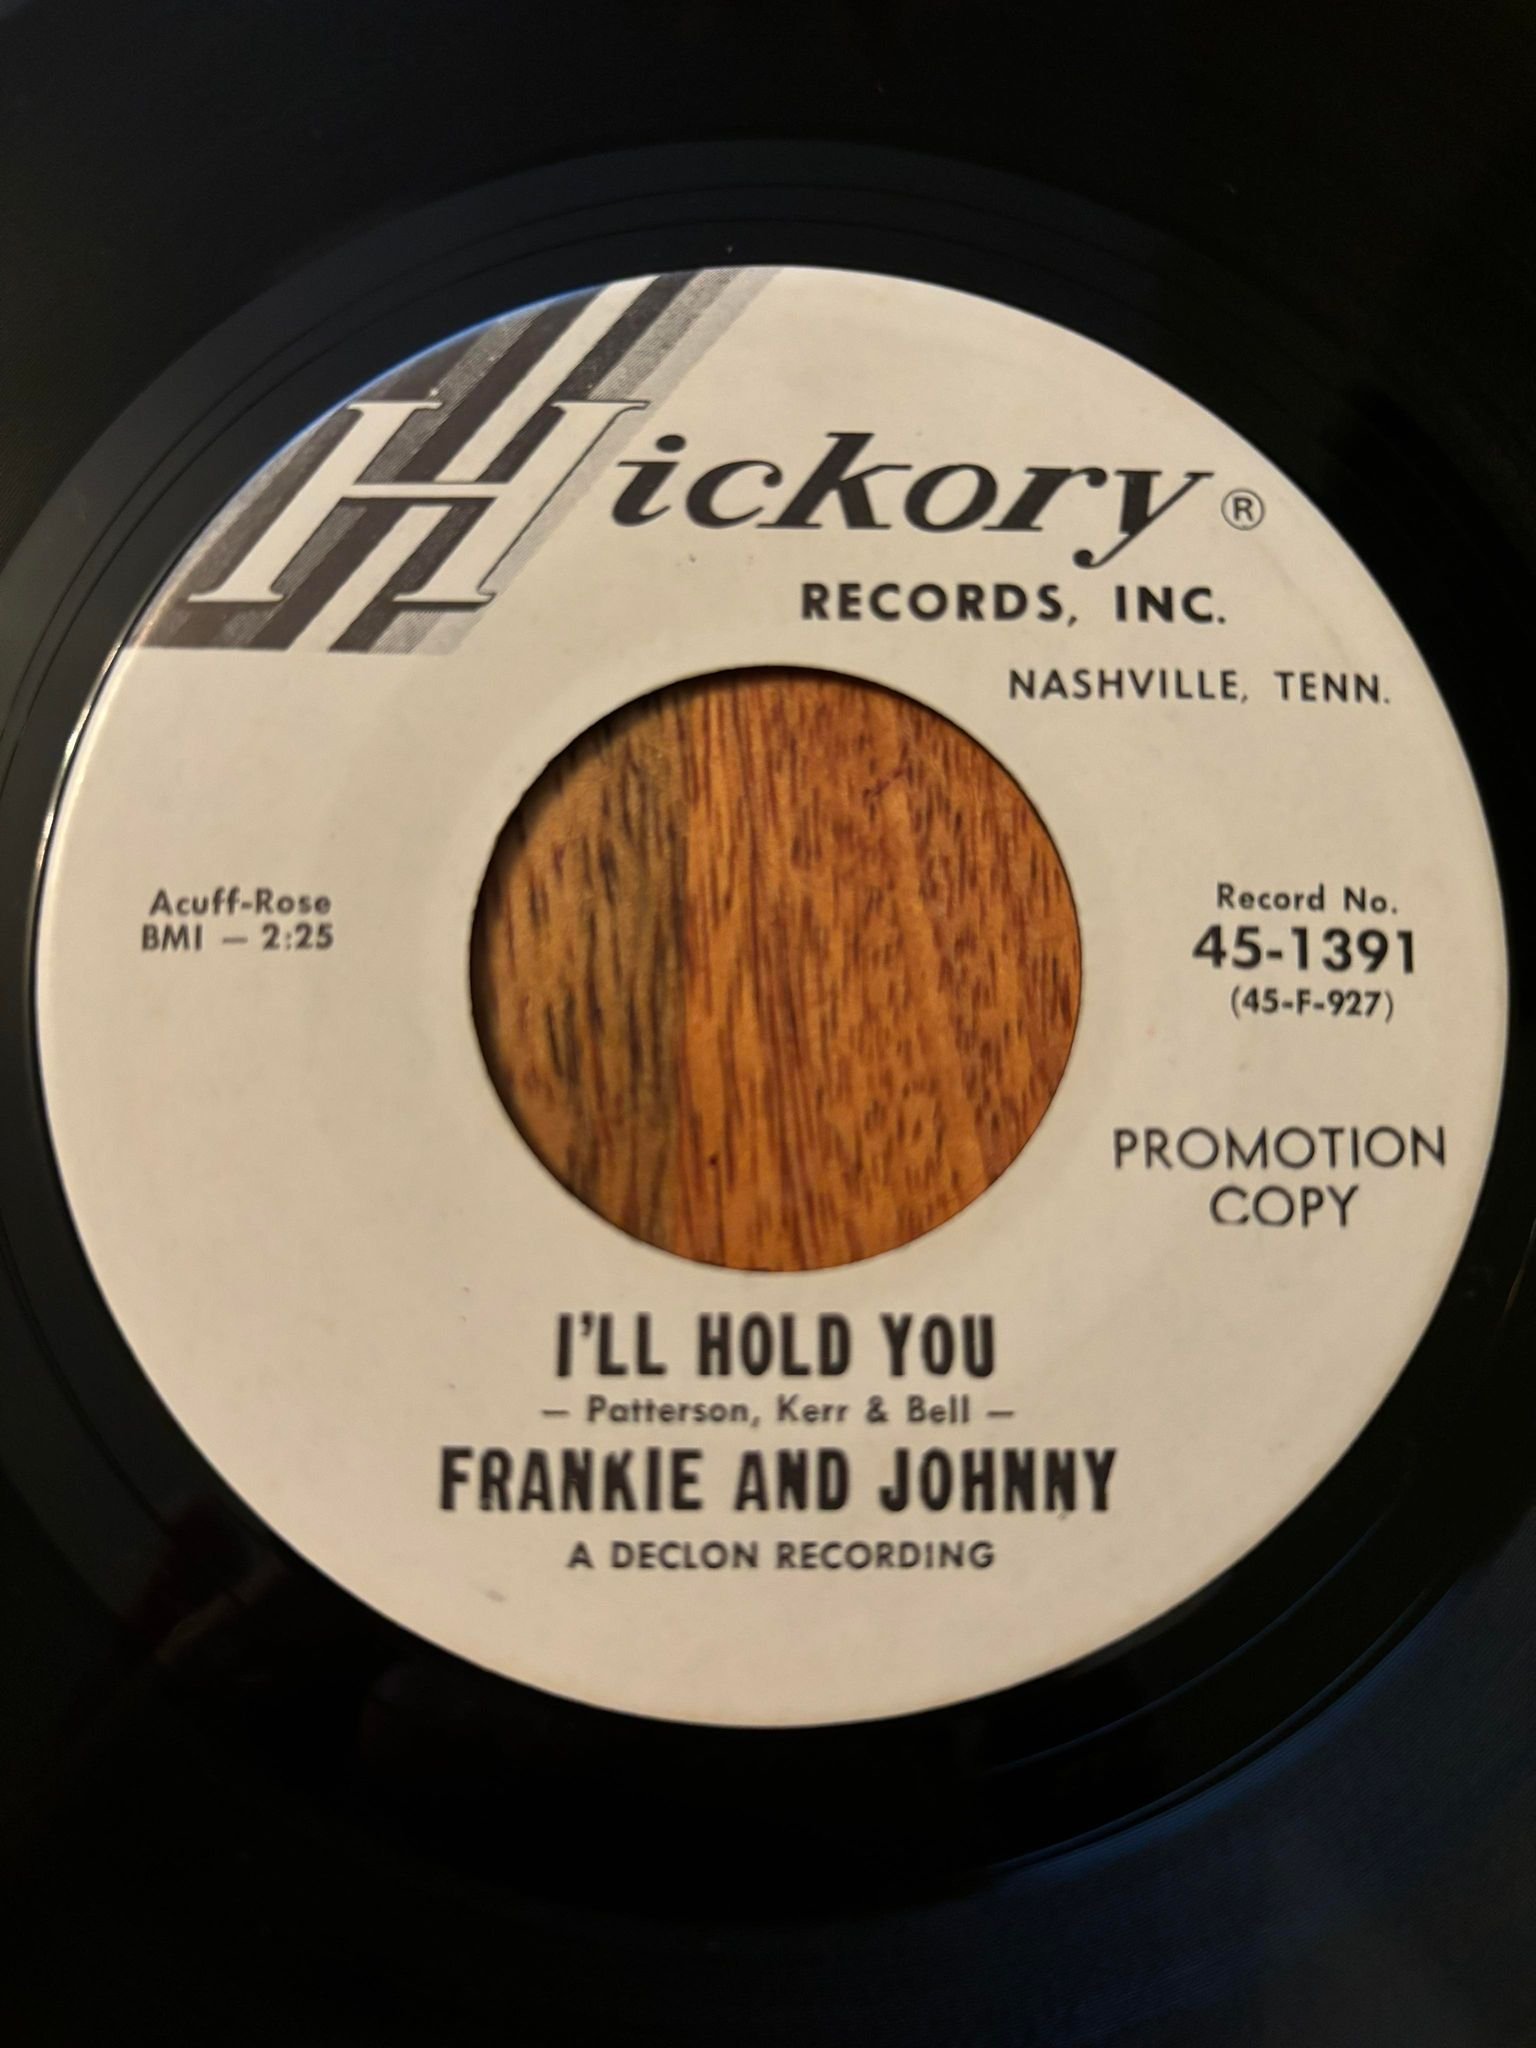 Hickory ®
RECORDS, INC.
NASHVILLE, TENN.
Acuff-Rose
BMI — 2:25
Record No.
45-1391
(45-F-927)
PROMOTION
COPY
I'LL HOLD YOU
— Patterson, Kerr & Bell —
FRANKIE AND JOHNNY
A DECLON RECORDING